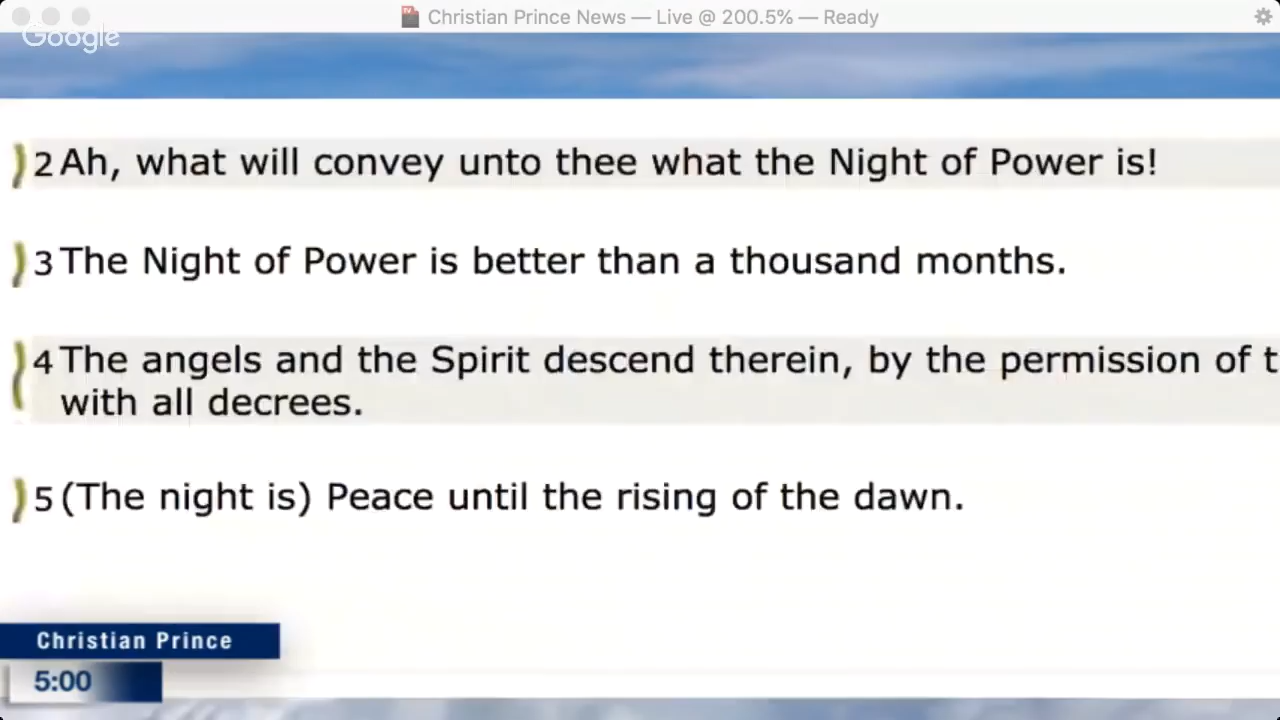 Christian Prince News — Live @ 200.5% — Ready
Google
2 Ah, what will convey unto thee what the Night of Power is!
3 The Night of Power is better than a thousand months.
4 The angels and the Spirit descend therein, by the permission of t
with all decrees.
5 (The night is) Peace until the rising of the dawn.
Christian Prince
5:00